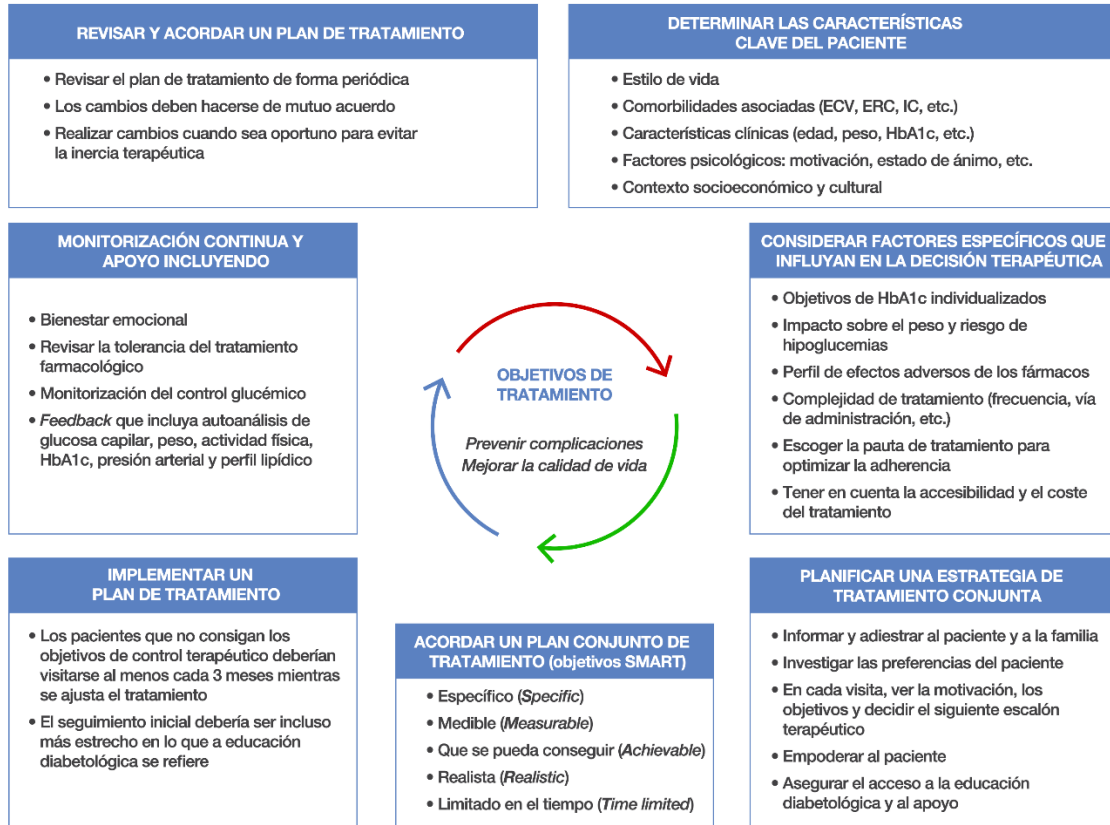 REVISAR Y ACORDAR UN PLAN DE TRATAMIENTO
• Revisar el plan de tratamiento de forma periódica
• Los cambios deben hacerse de mutuo acuerdo
• Realizar cambios cuando sea oportuno para evitar
la inercia terapéutica
DETERMINAR LAS CARACTERÍSTICAS
CLAVE DEL PACIENTE
• Estilo de vida
• Comorbilidades asociadas (ECV, ERC, IC, etc.)
• Características clínicas (edad, peso, HbA1c, etc.)
• Factores psicológicos: motivación, estado de ánimo, etc.
• Contexto socioeconómico y cultural
MONITORIZACIÓN CONTINUA Y
APOYO INCLUYENDO
• Bienestar emocional
• Revisar la tolerancia del tratamiento
farmacológico
• Monitorización del control glucémico
• Feedback que incluya autoanálisis de
glucosa capilar, peso, actividad física,
HbA1c, presión arterial y perfil lipídico
OBJETIVOS DE
TRATAMIENTO
Prevenir complicaciones
Mejorar la calidad de vida
CONSIDERAR FACTORES ESPECÍFICOS QUE
INFLUYAN EN LA DECISIÓN TERAPÉUTICA
• Objetivos de HbA1c individualizados
• Impacto sobre el peso y riesgo de
hipoglucemias
• Perfil de efectos adversos de los fármacos
• Complejidad de tratamiento (frecuencia, vía
de administración, etc.)
• Escoger la pauta de tratamiento para
optimizar la adherencia
• Tener en cuenta la accesibilidad y el coste
del tratamiento
IMPLEMENTAR UN
PLAN DE TRATAMIENTO
• Los pacientes que no consigan los
objetivos de control terapéutico deberían
visitarse al menos cada 3 meses mientras
se ajusta el tratamiento
• El seguimiento inicial debería ser incluso
más estrecho en lo que a educación
diabetológica se refiere
ACORDAR UN PLAN CONJUNTO DE
TRATAMIENTO (objetivos SMART)
• Específico (Specific)
• Medible (Measurable)
• Que se pueda conseguir (Achievable)
• Realista (Realistic)
• Limitado en el tiempo (Time limited)
PLANIFICAR UNA ESTRATEGIA DE
TRATAMIENTO CONJUNTA
• Informar y adiestrar al paciente y a la familia
• Investigar las preferencias del paciente
• En cada visita, ver la motivación, los
objetivos y decidir el siguiente escalón
terapéutico
• Empoderar al paciente
• Asegurar el acceso a la educación
diabetológica y al apoyo